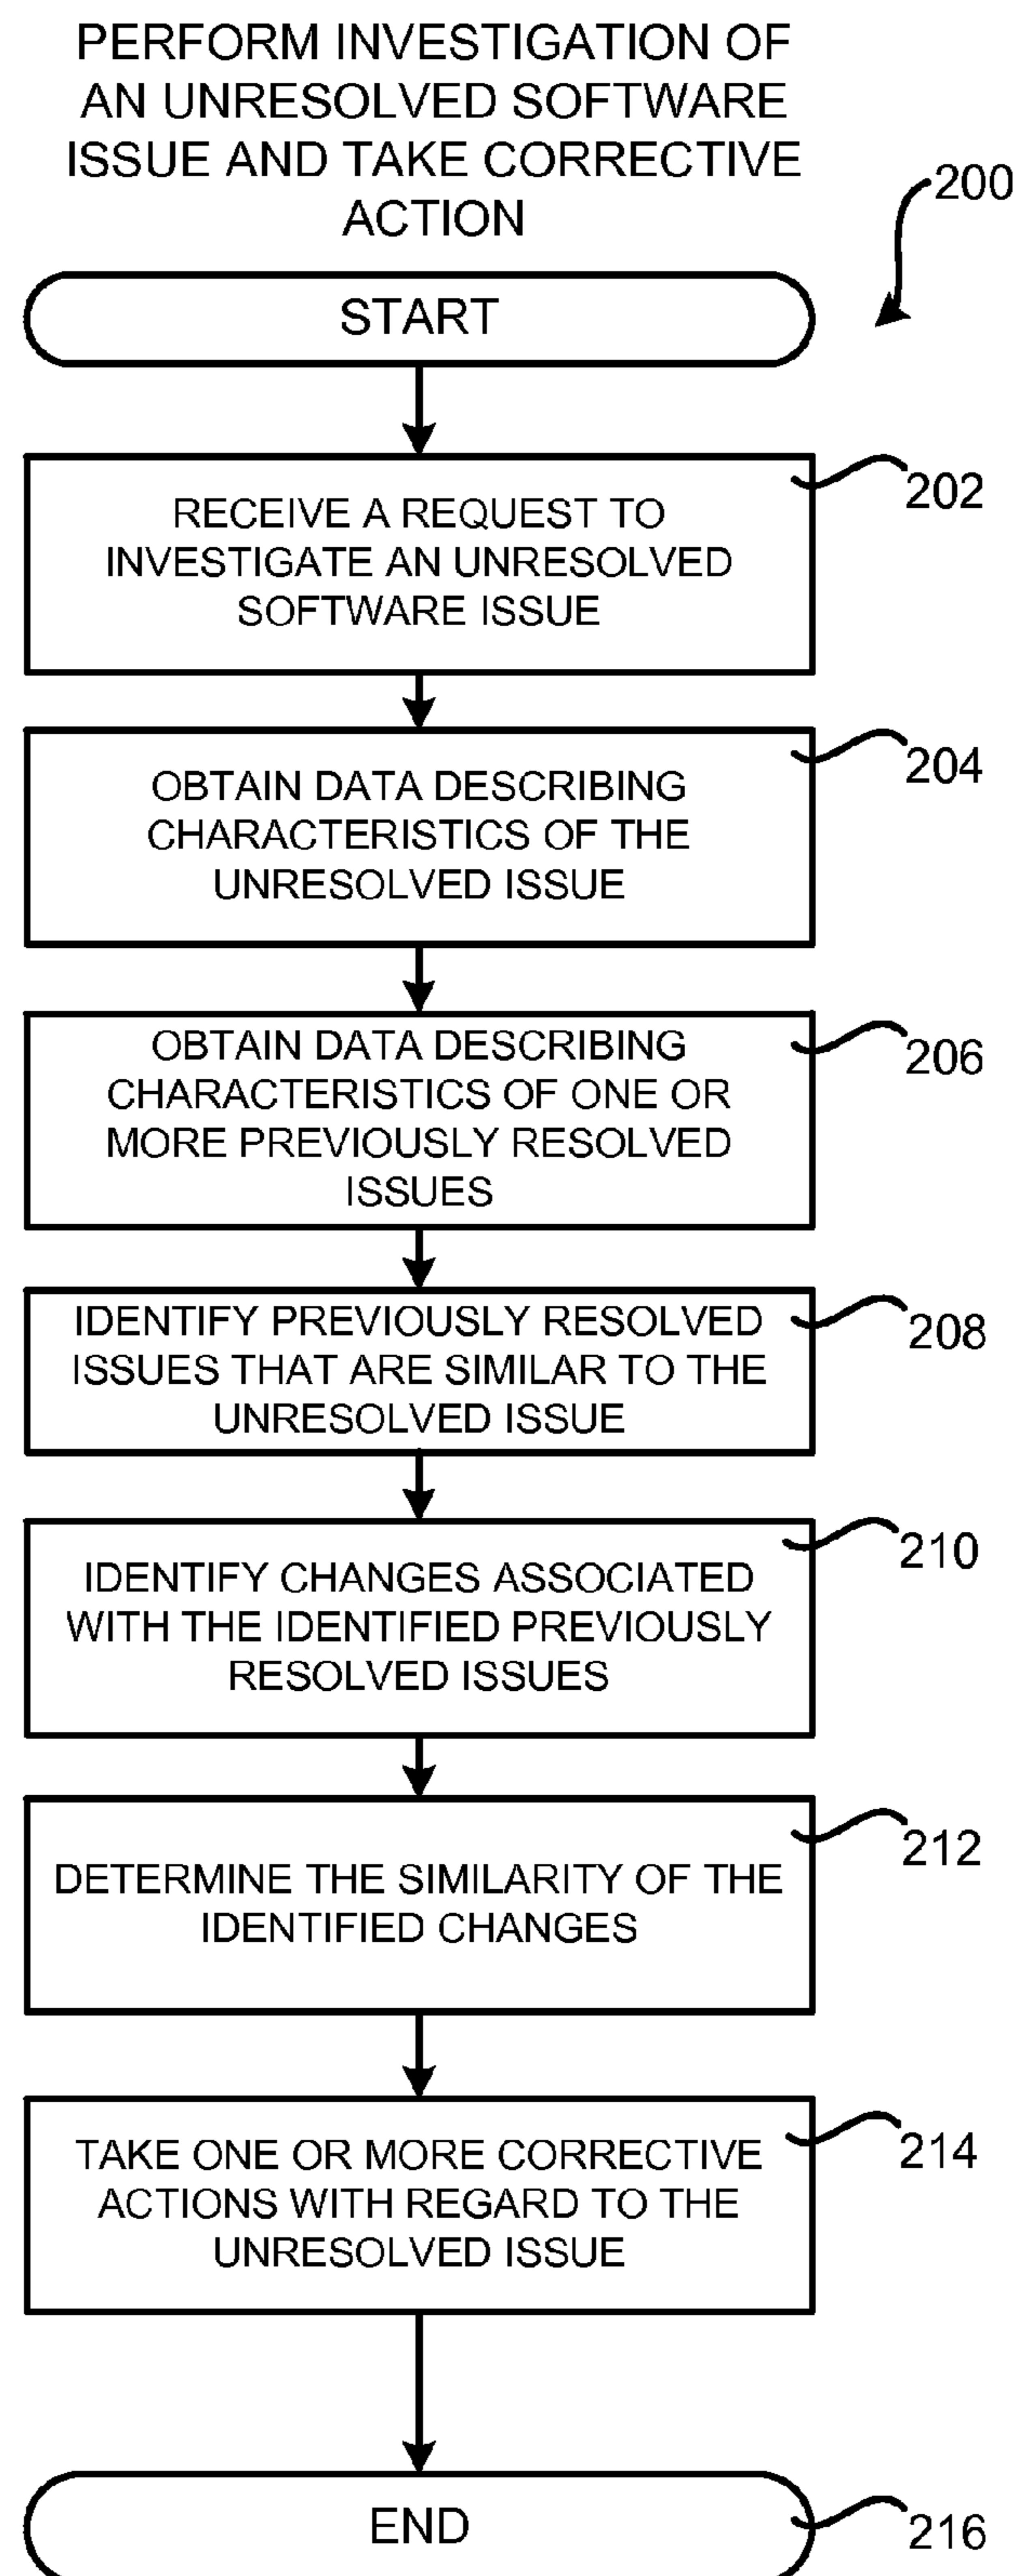 PERFORM INVESTIGATION OF
AN UNRESOLVED SOFTWARE
ISSUE AND TAKE CORRECTIVE
ACTION
200
START
202
RECEIVE A REQUEST TO
INVESTIGATE AN UNRESOLVED
SOFTWARE ISSUE
204
OBTAIN DATA DESCRIBING
CHARACTERISTICS OF THE
UNRESOLVED ISSUE
206
OBTAIN DATA DESCRIBING
CHARACTERISTICS OF ONE OR
MORE PREVIOUSLY RESOLVED
ISSUES
208
IDENTIFY PREVIOUSLY RESOLVED
ISSUES THAT ARE SIMILAR TO THE
UNRESOLVED ISSUE
210
IDENTIFY CHANGES ASSOCIATED
WITH THE IDENTIFIED PREVIOUSLY
RESOLVED ISSUES
212
DETERMINE THE SIMILARITY OF THE
IDENTIFIED CHANGES
214
TAKE ONE OR MORE CORRECTIVE
ACTIONS WITH REGARD TO THE
UNRESOLVED ISSUE
END
216